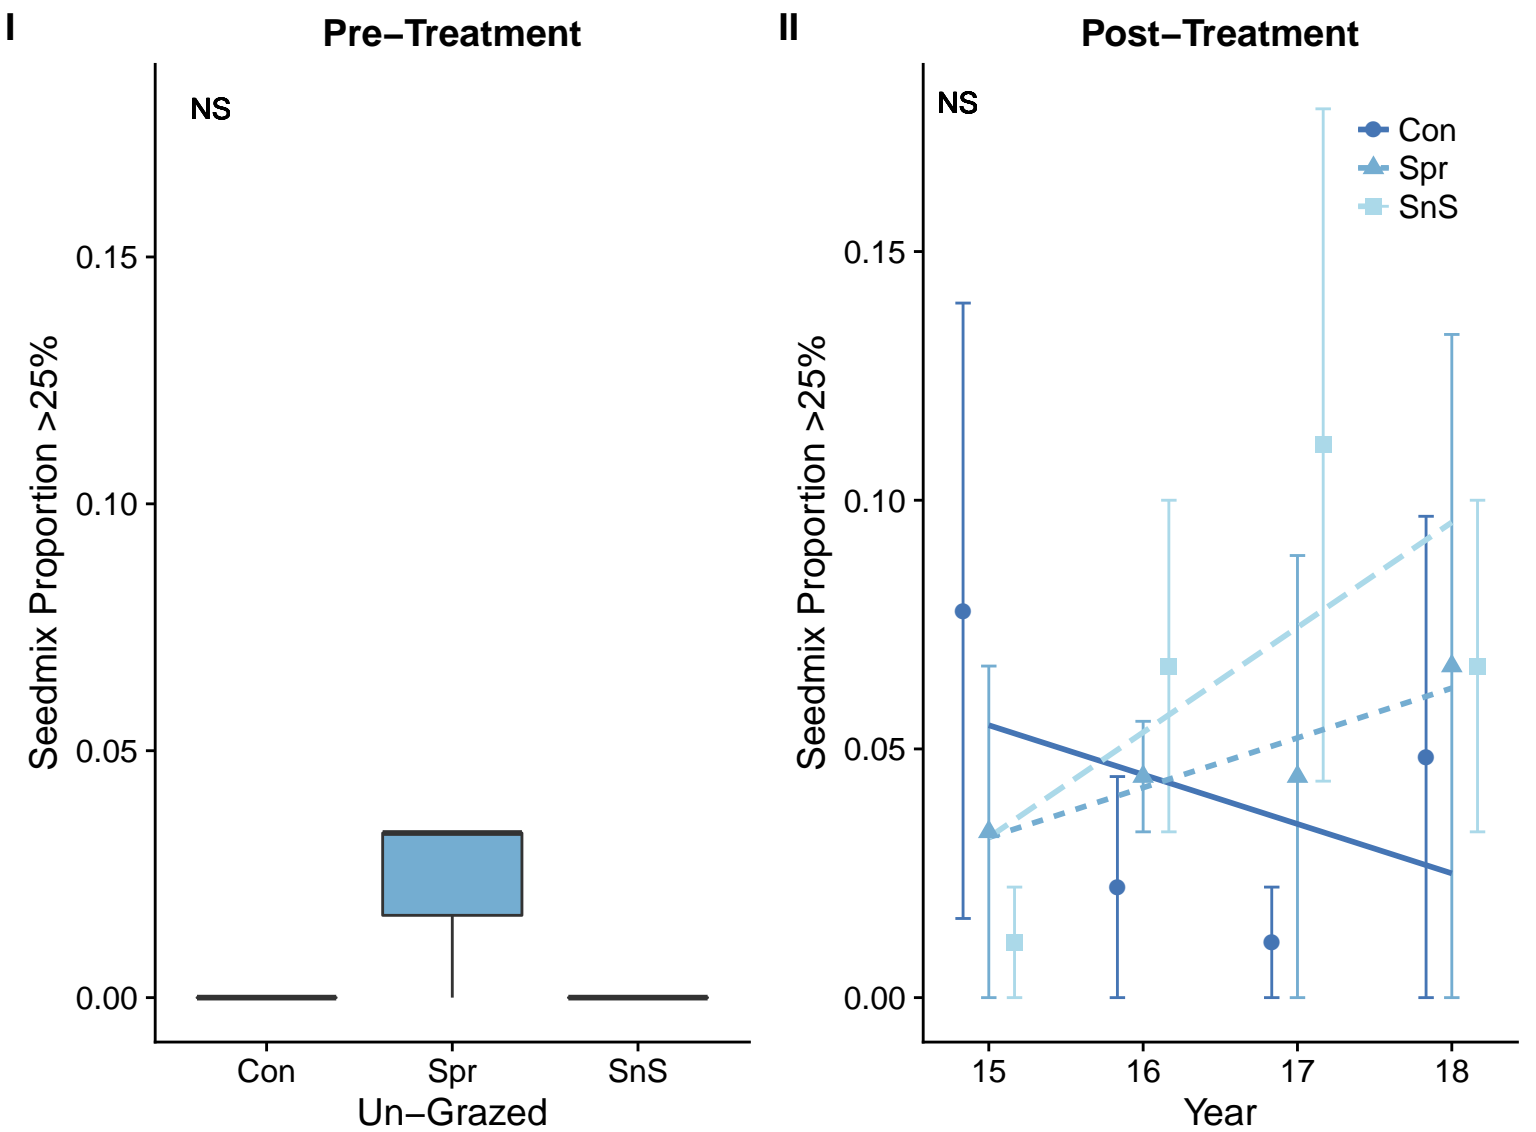 I
Pre−Treatment
NS
0.15
0.10
0.05
0.00
Seedmix Proportion >25%
Con
Spr
SnS
Un−Grazed
II
Post−Treatment
NS
Con
Spr
SnS
0.15
0.10
0.05
0.00
Seedmix Proportion >25%
15
16
17
18
Year